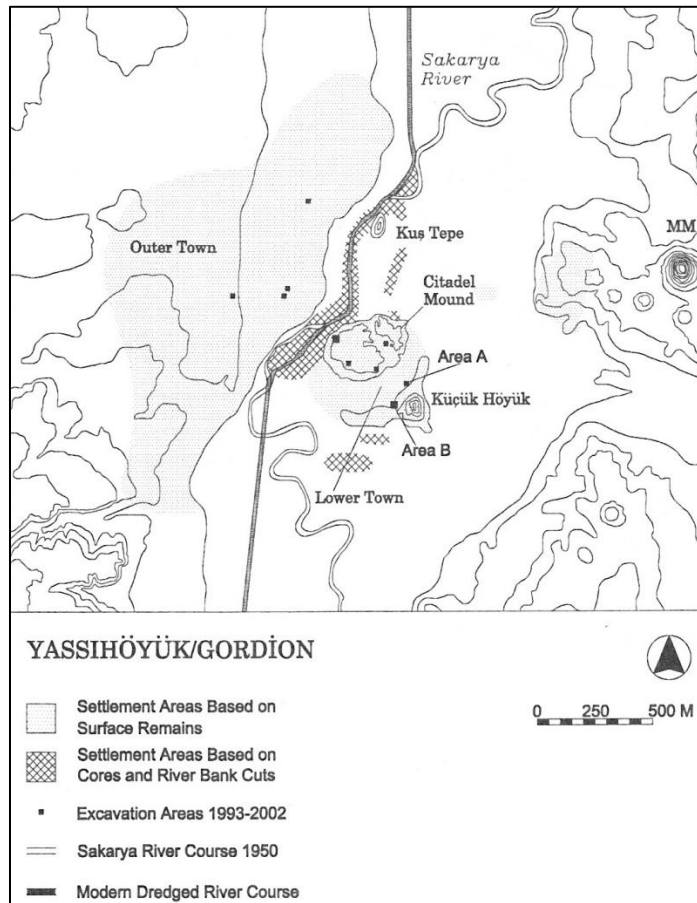 Sakarya
River
MM
Outer Town
Kuş Tepe
Citadel
Mound
Area A
Küçük Höyük
Area B
Lower Town
YASSIHÖYÜK/GORDİON
Settlement Areas Based on
Surface Remains
0 250 500 M
Settlement Areas Based on
Cores and River Bank Cuts
Excavation Areas 1993-2002
Sakarya River Course 1950
Modern Dredged River Course